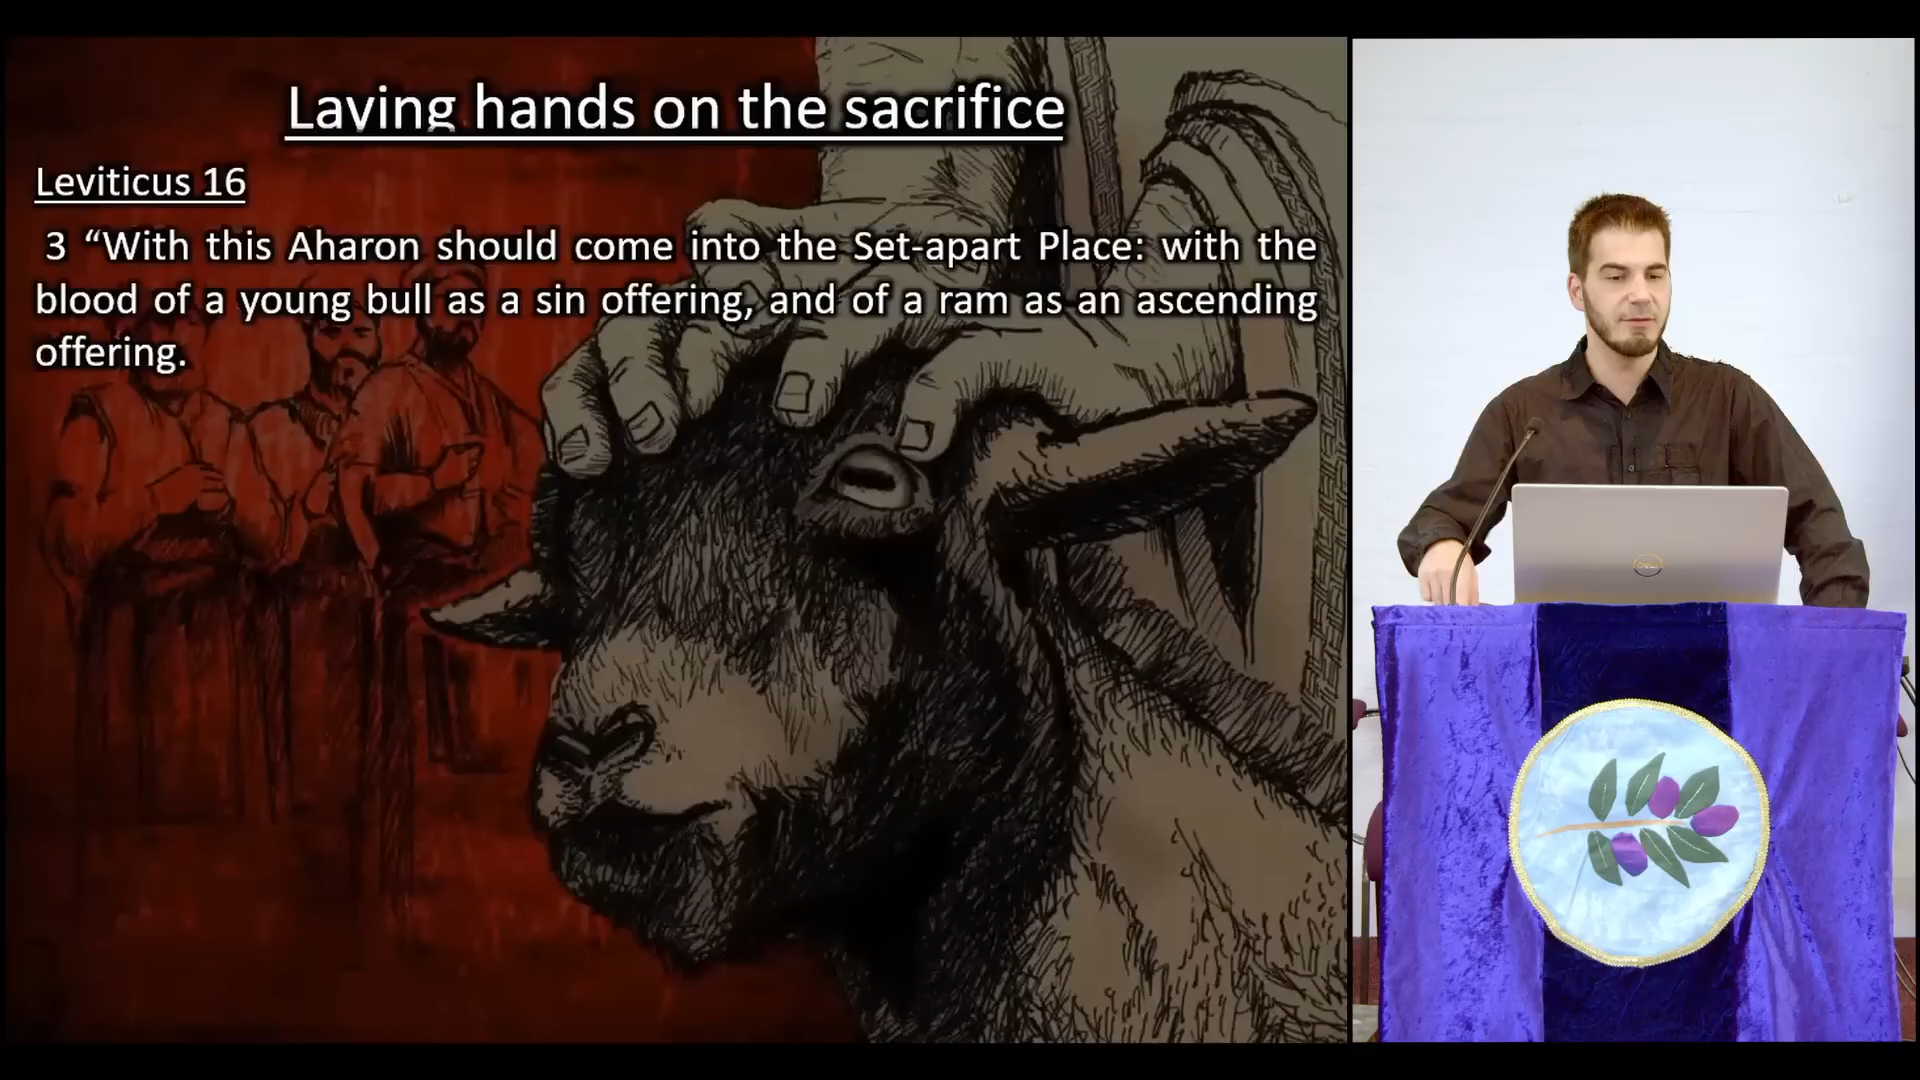 Laying hands on the sacrifice
Leviticus 16
3 “With this Aharon should come into the Set-apart Place: with the
blood of a young bull as a sin offering, and of a ram as an ascending
offering.
DELL